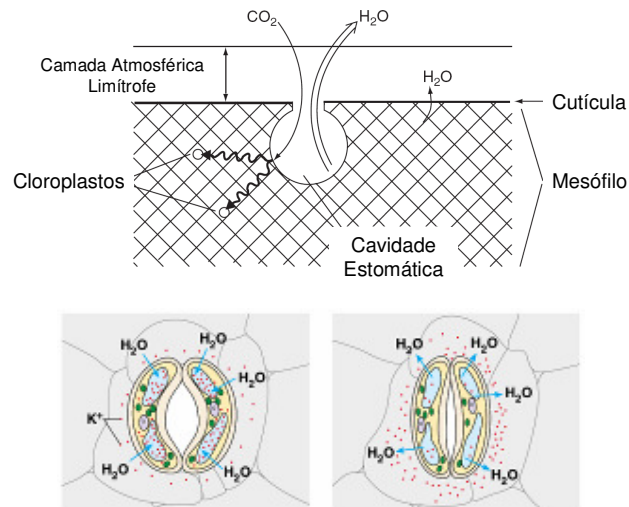 CO2 H2O
Camada Atmosférica
Limítrofe
H2O
Cutícula
Cloroplastos
Mesófilo
Cavidade
Estomática
H2O
H2O
H2O
K+
H2O
H2O
H2O
H2O
H2O
H2O
H2O